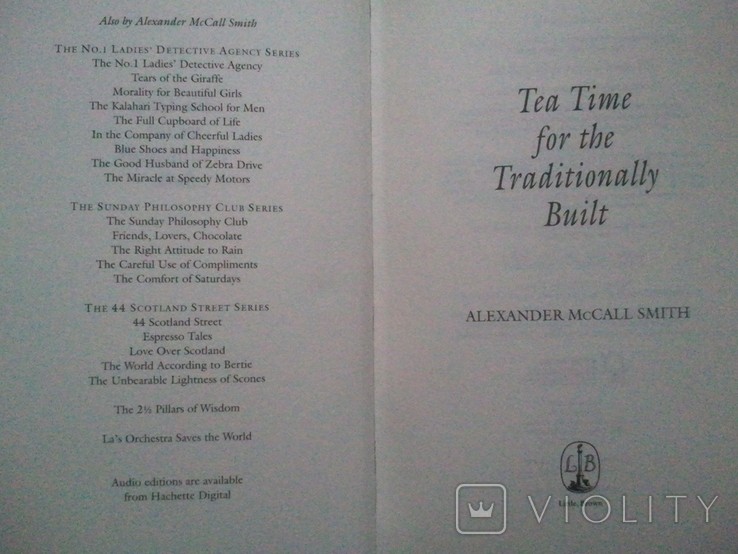 Also by Alexander McCall Smith
THE NO.1 LADIES' DETECTIVE AGENCY SERIES
The No.1 Ladies' Detective Agency
Tears of the Giraffe
Morality for Beautiful Girls
The Kalahari Typing School for Men
The Full Cupboard of Life
In the Company of Cheerful Ladies
Blue Shoes and Happiness
The Good Husband of Zebra Drive
The Miracle at Speedy Motors
THE SUNDAY PHILOSOPHY CLUB SERIES
The Sunday Philosophy Club
Friends, Lovers, Chocolate
The Right Attitude to Rain
The Careful Use of Compliments
The Comfort of Saturdays
THE 44 SCOTLAND STREET SERIES
44 Scotland Street
Espresso Tales
Love Over Scotland
The World According to Bertie
The Unbearable Lightness of Scones
The 2½ Pillars of Wisdom
La's Orchestra Saves the World
Audio editions are available
from Hachette Digital
Tea Time
for the
Traditionally
Built
ALEXANDER McCALL SMITH
L B
Little, Brown
VIOLITY